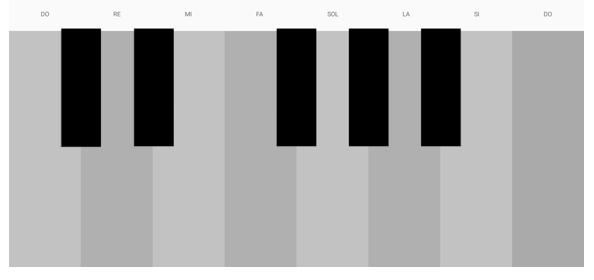 DO RE MI FA SOL LA SI DO